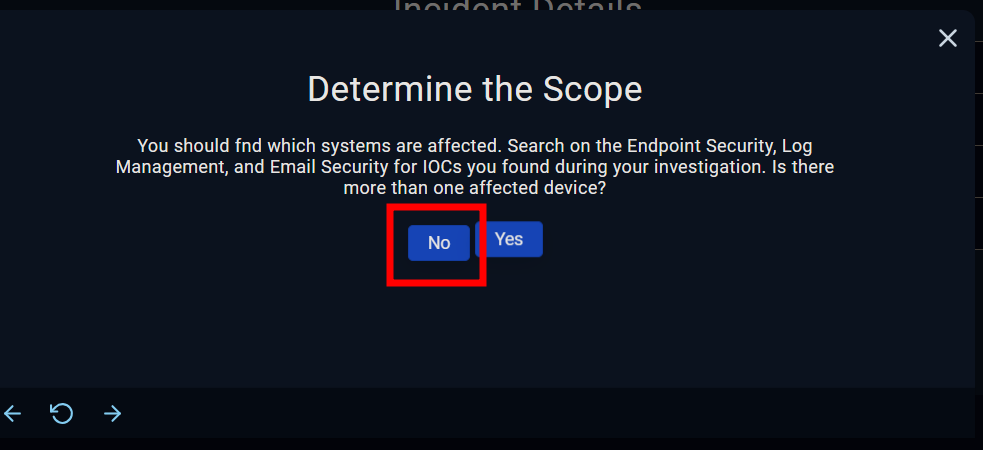 Incident Details
Determine the Scope
You should fnd which systems are affected. Search on the Endpoint Security, Log
Management, and Email Security for IOCs you found during your investigation. Is there
more than one affected device?
No Yes